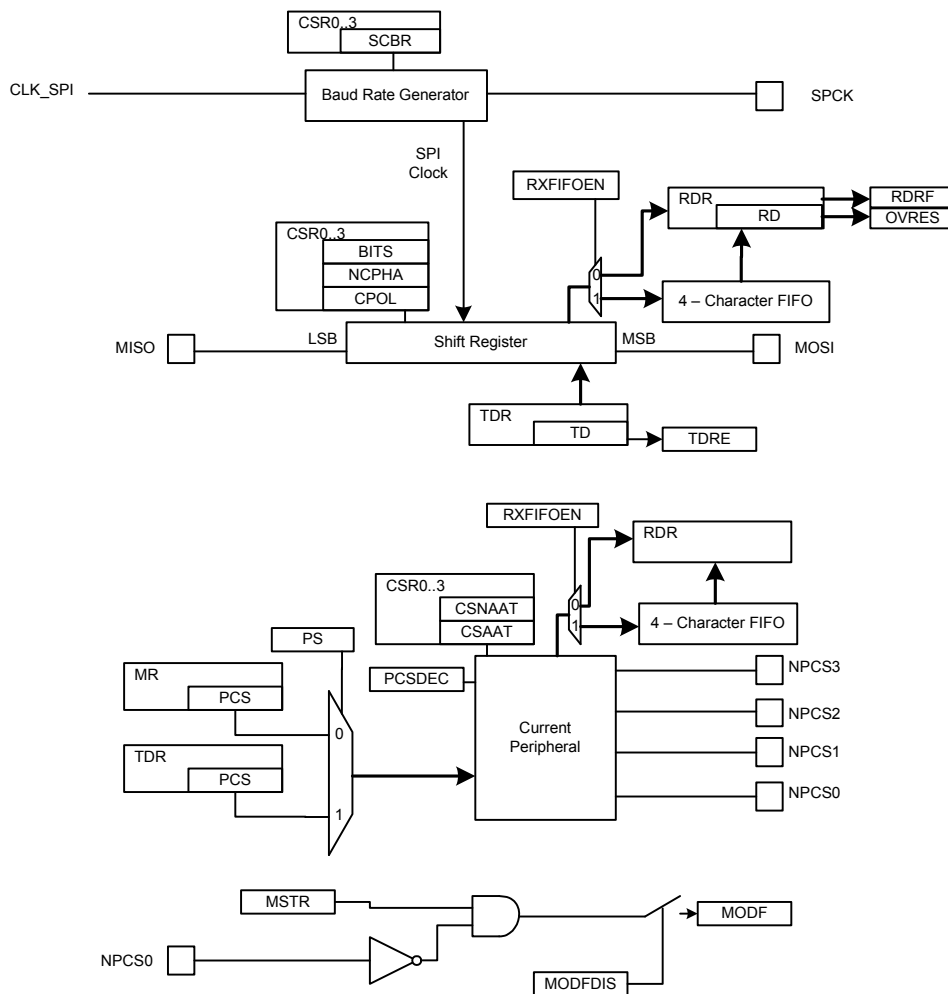 CSR0..3
SCBR
CLK_SPI
Baud Rate Generator
SPCK
SPI
Clock
RXFIFOEN
RDR
RD
RDRF
OVRES
CSR0..3
BITS
NCPHA
CPOL
0
1
4 – Character FIFO
MISO
LSB
Shift Register
MSB
MOSI
TDR
TD
TDRE
RXFIFOEN
RDR
CSR0..3
CSNAAT
CSAAT
0
1
4 – Character FIFO
PS
MR
PCS
PCSDEC
NPCS3
0
Current
Peripheral
NPCS2
TDR
PCS
NPCS1
1
NPCS0
MSTR
MODF
NPCS0
MODFDIS